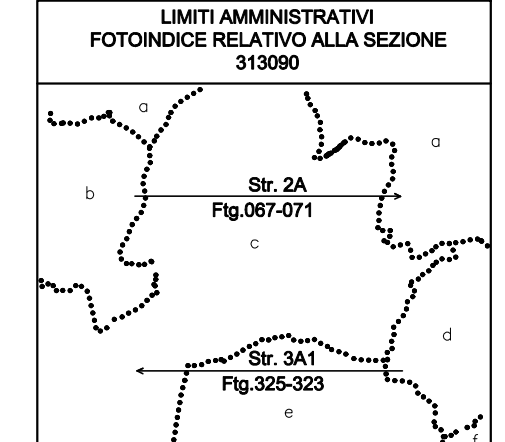 LIMITI AMMINISTRATIVI
FOTOINDICE RELATIVO ALLA SEZIONE
313090
a
a
b
Str. 2A
Ftg.067-071
c
d
Str. 3A1
Ftg.325-323
e
f